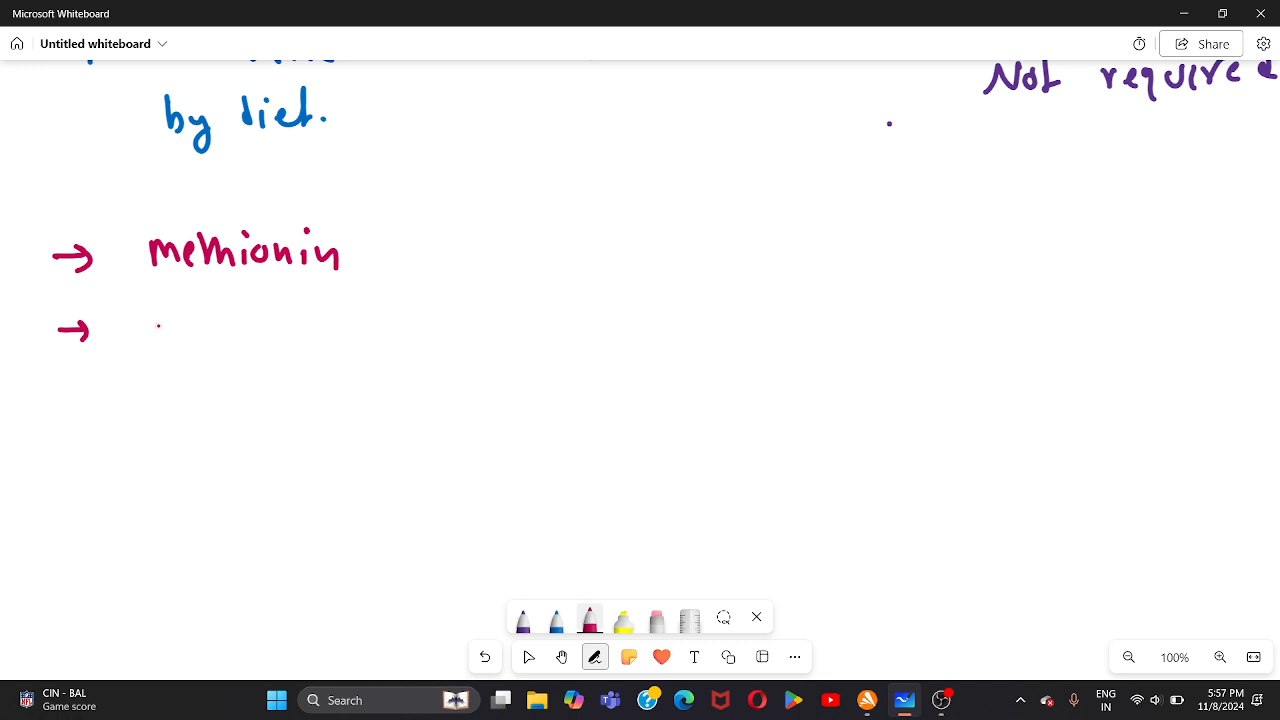 Microsoft Whiteboard
Untitled whiteboard
Share
Not require
by diet.
→ methionin
→
100%
CIN - BAL
Game score
Search
ENG
IN
5:57 PM
11/8/2024